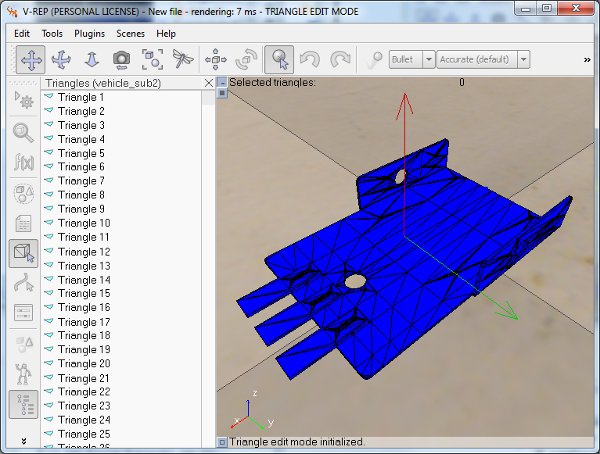 V-REP (PERSONAL LICENSE) - New file - rendering: 7 ms - TRIANGLE EDIT MODE
Edit Tools Plugins Scenes Help
Bullet Accurate (default) »
Triangles (vehicle_sub2)
Selected triangles: 0
Triangle 1
Triangle 2
Triangle 3
Triangle 4
Triangle 5
Triangle 6
Triangle 7
Triangle 8
Triangle 9
Triangle 10
Triangle 11
Triangle 12
Triangle 13
Triangle 14
Triangle 15
Triangle 16
Triangle 17
Triangle 18
Triangle 19
Triangle 20
Triangle 21
Triangle 22
Triangle 23
Triangle 24
Triangle 25
f(x)
z
x
y
Triangle edit mode initialized.